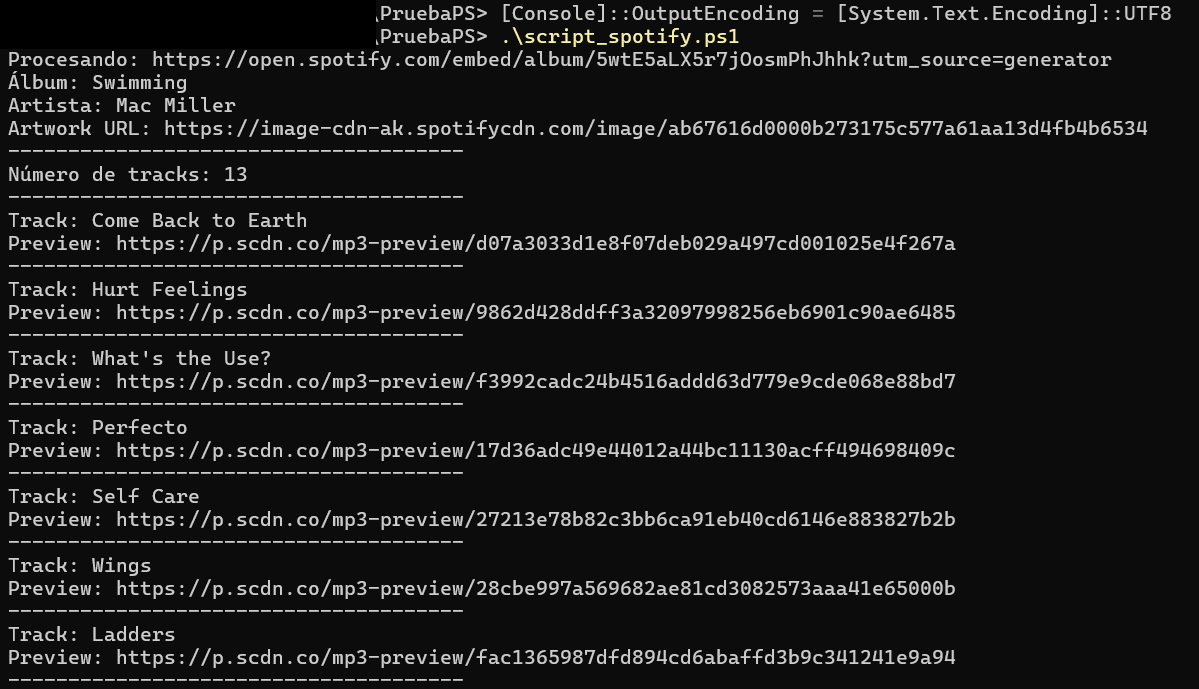 \PruebaPS> [Console]::OutputEncoding = [System.Text.Encoding]::UTF8
\PruebaPS> .\script_spotify.ps1
Procesando: https://open.spotify.com/embed/album/5wtE5aLX5r7jOosmPhJhhk?utm_source=generator
Álbum: Swimming
Artista: Mac Miller
Artwork URL: https://image-cdn-ak.spotifycdn.com/image/ab67616d0000b273175c577a61aa13d4fb4b6534
--------------------------------------
Número de tracks: 13
--------------------------------------
Track: Come Back to Earth
Preview: https://p.scdn.co/mp3-preview/d07a3033d1e8f07deb029a497cd001025e4f267a
--------------------------------------
Track: Hurt Feelings
Preview: https://p.scdn.co/mp3-preview/9862d428ddff3a32097998256eb6901c90ae6485
--------------------------------------
Track: What's the Use?
Preview: https://p.scdn.co/mp3-preview/f3992cadc24b4516addd63d779e9cde068e88bd7
--------------------------------------
Track: Perfecto
Preview: https://p.scdn.co/mp3-preview/17d36adc49e44012a44bc11130acff494698409c
--------------------------------------
Track: Self Care
Preview: https://p.scdn.co/mp3-preview/27213e78b82c3bb6ca91eb40cd6146e883827b2b
--------------------------------------
Track: Wings
Preview: https://p.scdn.co/mp3-preview/28cbe997a569682ae81cd3082573aaa41e65000b
--------------------------------------
Track: Ladders
Preview: https://p.scdn.co/mp3-preview/fac1365987dfd894cd6abaffd3b9c341241e9a94
--------------------------------------